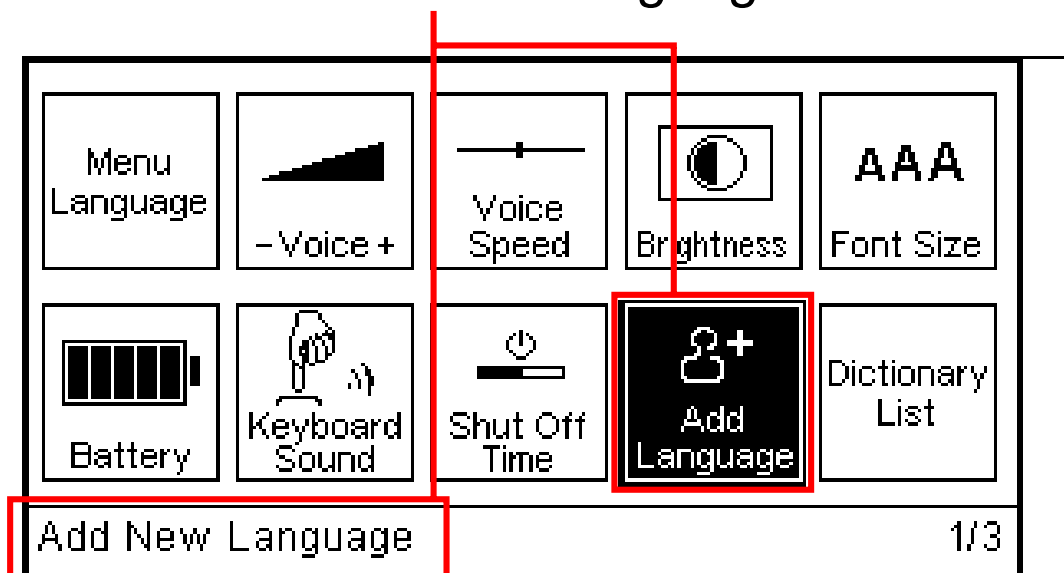 Menu
Language
- Voice +
Voice
Speed
Brightness
AAA
Font Size
Battery
Keyboard
Sound
Shut Off
Time
Add
Language
Dictionary
List
Add New Language
1/3